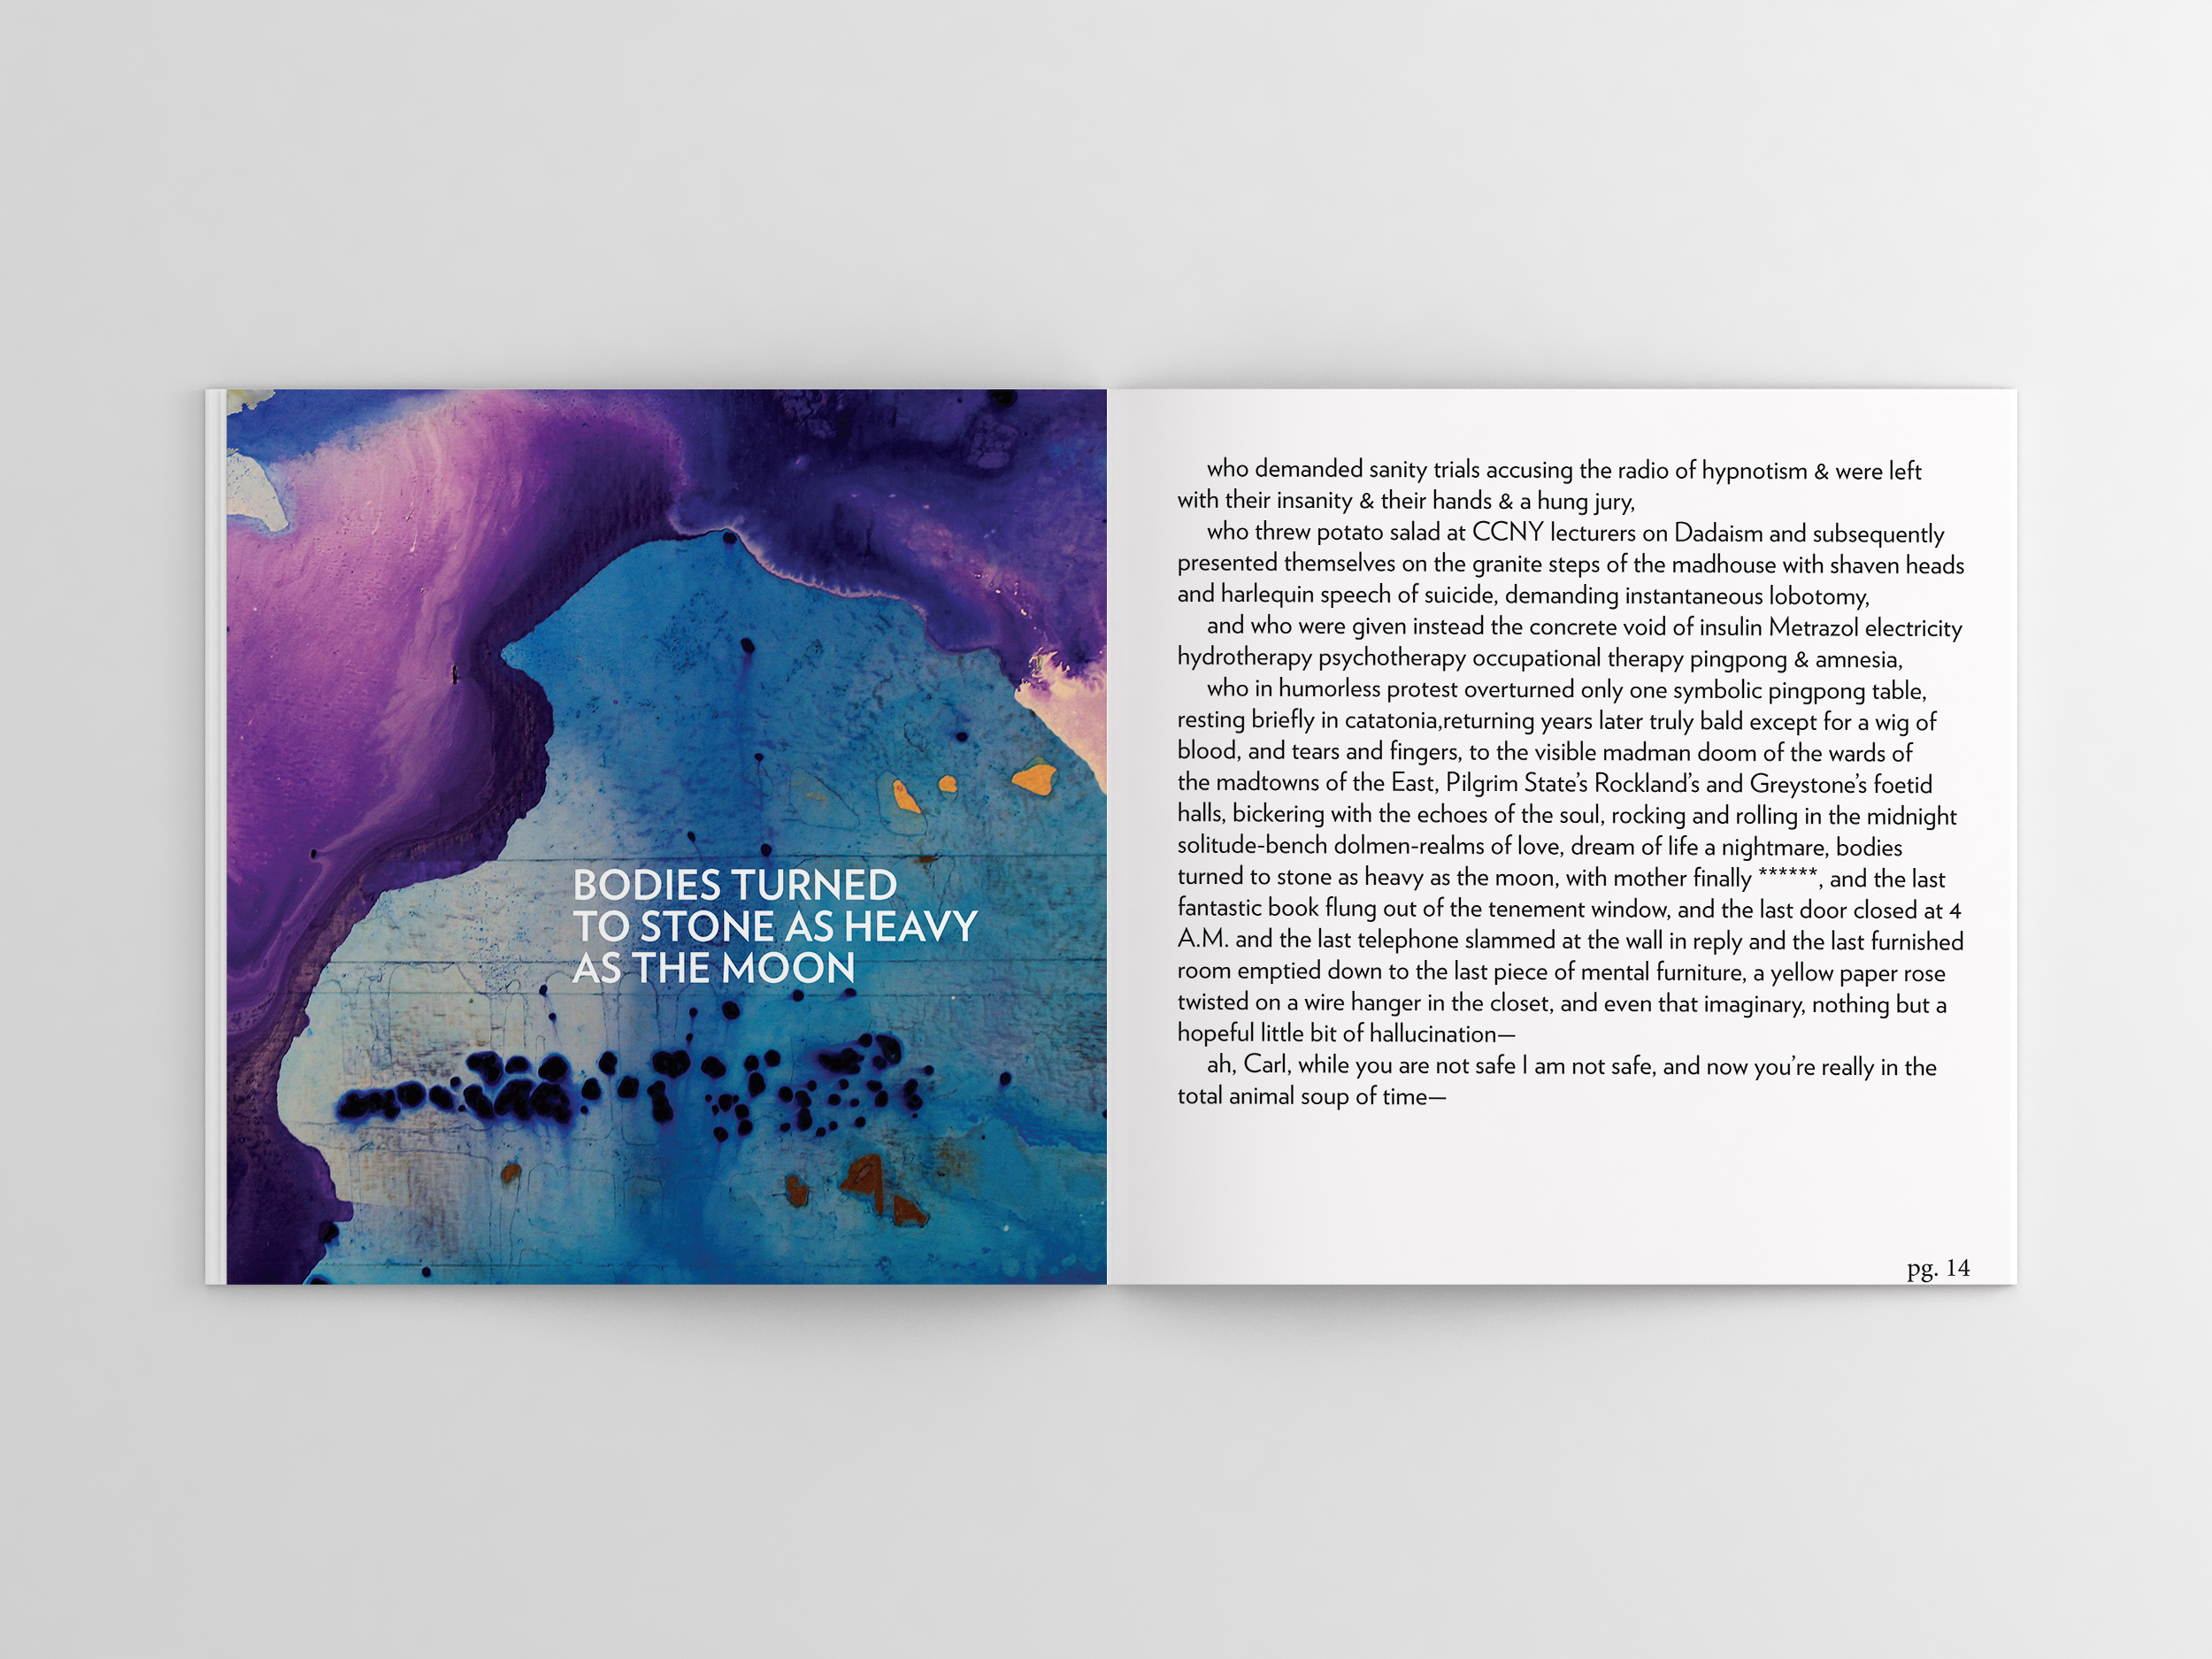 BODIES TURNED
TO STONE AS HEAVY
AS THE MOON
who demanded sanity trials accusing the radio of hypnotism & were left
with their insanity & their hands & a hung jury,
who threw potato salad at CCNY lecturers on Dadaism and subsequently
presented themselves on the granite steps of the madhouse with shaven heads
and harlequin speech of suicide, demanding instantaneous lobotomy,
and who were given instead the concrete void of insulin Metrazol electricity
hydrotherapy psychotherapy occupational therapy pingpong & amnesia,
who in humorless protest overturned only one symbolic pingpong table,
resting briefly in catatonia,returning years later truly bald except for a wig of
blood, and tears and fingers, to the visible madman doom of the wards of
the madtowns of the East, Pilgrim State’s Rockland’s and Greystone’s foetid
halls, bickering with the echoes of the soul, rocking and rolling in the midnight
solitude-bench dolmen-realms of love, dream of life a nightmare, bodies
turned to stone as heavy as the moon, with mother finally ******, and the last
fantastic book flung out of the tenement window, and the last door closed at 4
A.M. and the last telephone slammed at the wall in reply and the last furnished
room emptied down to the last piece of mental furniture, a yellow paper rose
twisted on a wire hanger in the closet, and even that imaginary, nothing but a
hopeful little bit of hallucination—
ah, Carl, while you are not safe I am not safe, and now you’re really in the
total animal soup of time—
pg. 14